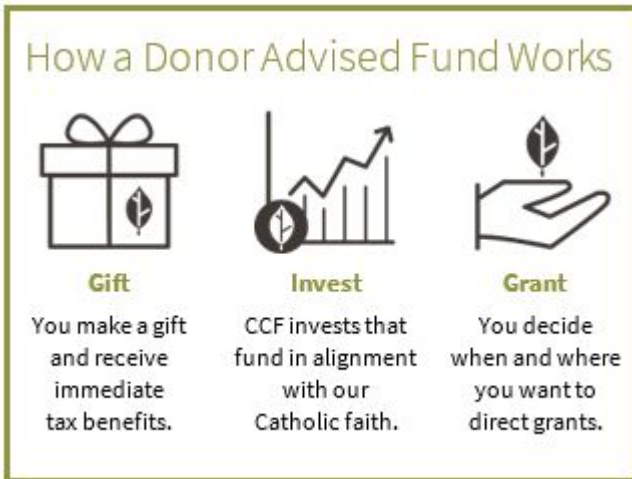 How a Donor Advised Fund Works
Gift
You make a gift
and receive
immediate
tax benefits.
Invest
CCF invests that
fund in alignment
with our
Catholic faith.
Grant
You decide
when and where
you want to
direct grants.